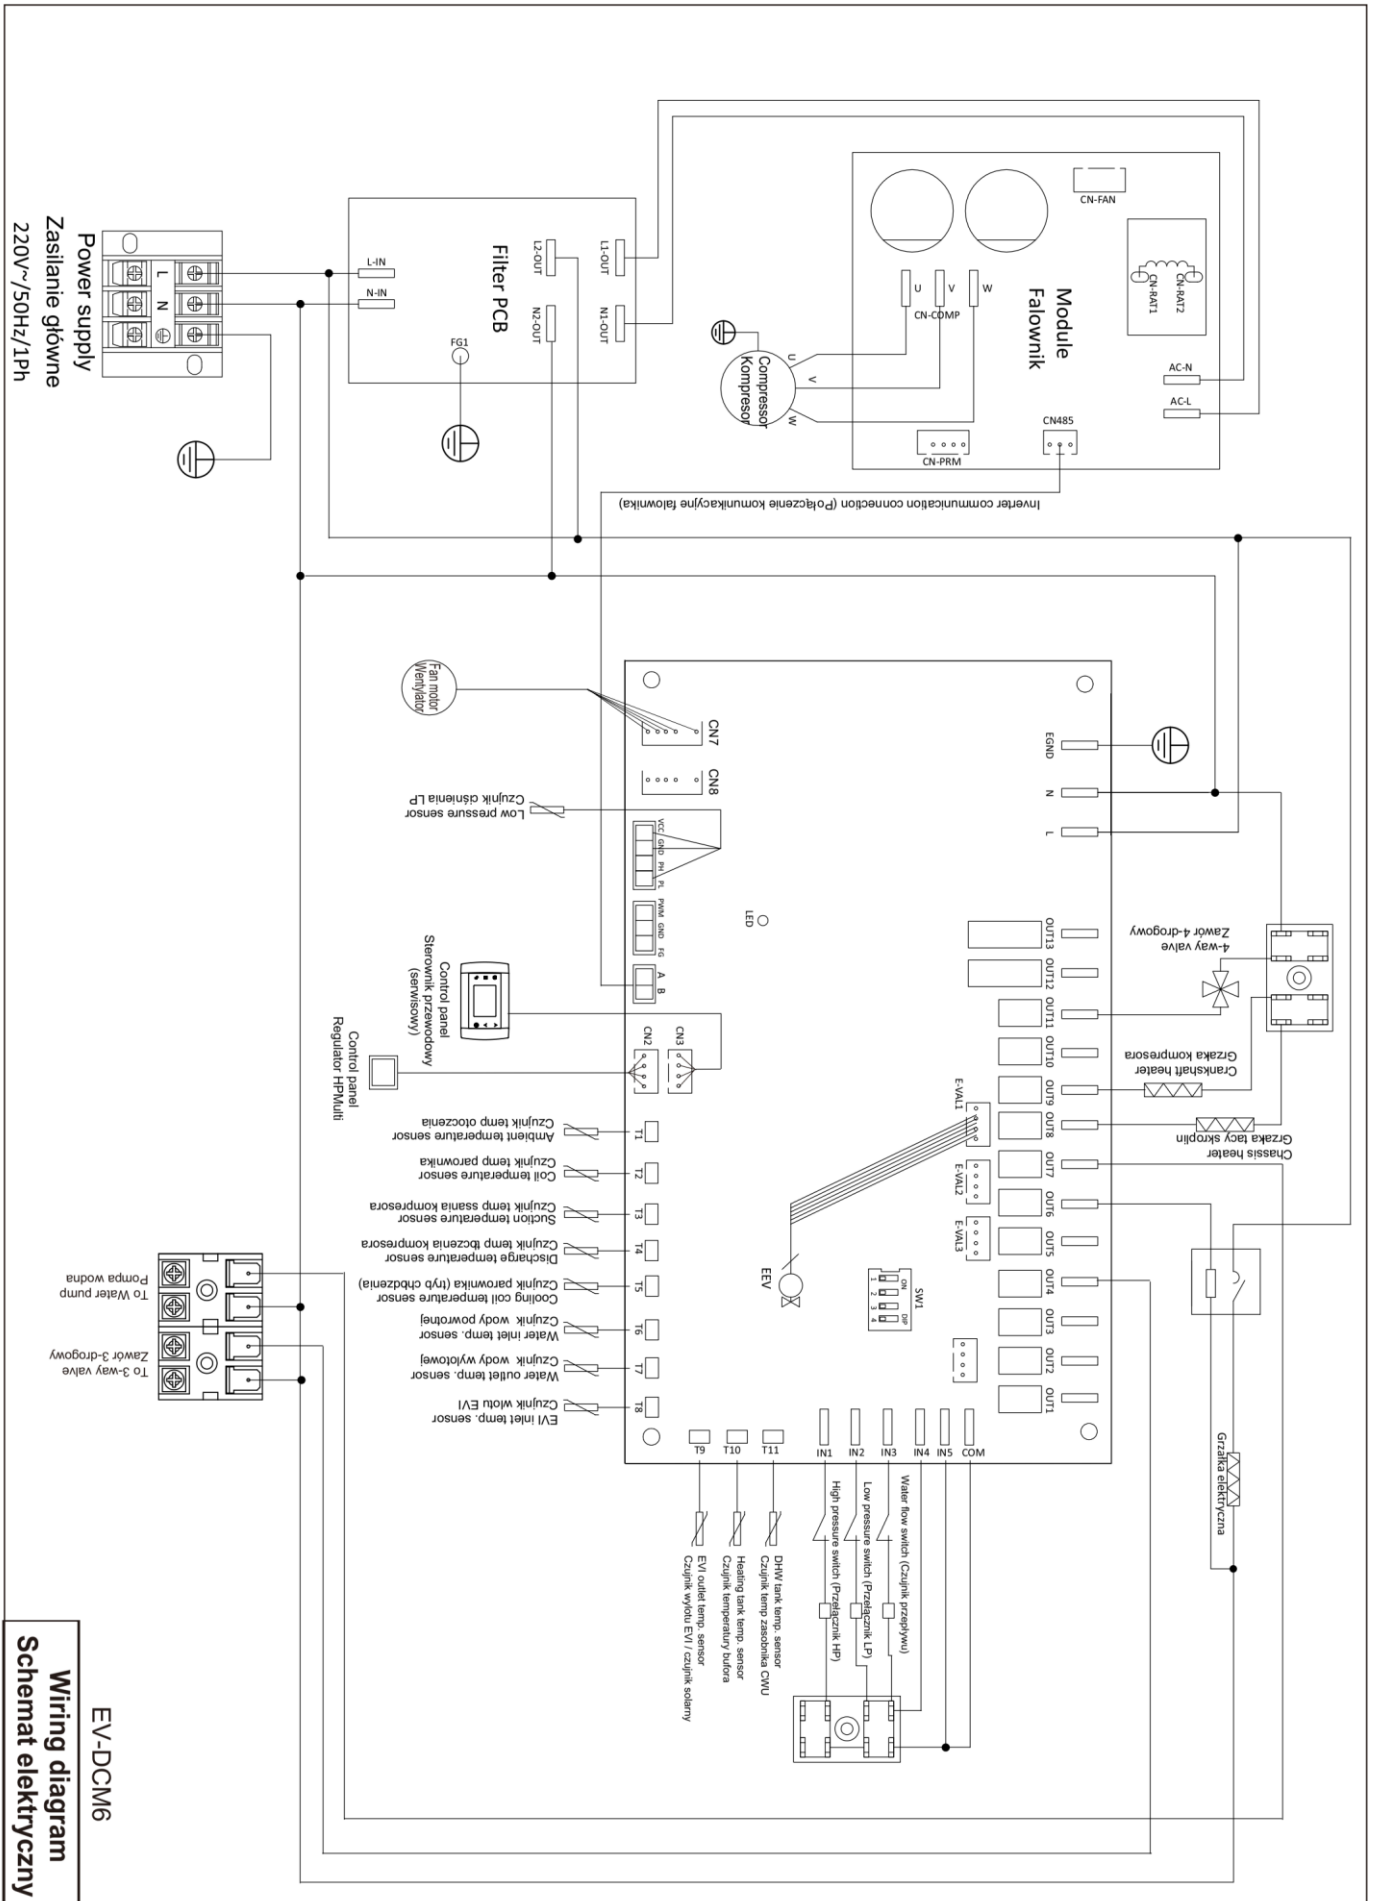 Power supply
Zasilanie główne
220V~/50Hz/1Ph
L
N
L-IN
N-IN
Filter PCB
L2-OUT
N2-OUT
L1-OUT
N1-OUT
FG1
CN-FAN
CN-RAT1
CN-RAT2
Module
Falownik
U
V
W
CN-COMP
U
V
W
Compressor
Kompresor
CN-PRM
CN485
AC-N
AC-L
Inverter communication connection (Połączenie komunikacyjne falownika)
Fan motor
Wentylator
CN7
CN8
Low pressure sensor
Czujnik ciśnienia LP
VCC
GND
PH
PL
PWM
GND
FG
A
B
Control panel
Sterownik przewodowy
(serwisowy)
Control panel
Regulator HPMulti
CN2
CN3
LED
EGND
N
L
OUT13
OUT12
OUT11
OUT10
OUT9
OUT8
OUT7
OUT6
OUT5
OUT4
OUT3
OUT2
OUT1
4-way valve
Zawór 4-drogowy
Crankshaft heater
Grzaka kompresora
Chassis heater
Grzaka tacy skroplin
E-VAL1
E-VAL2
E-VAL3
EEV
SW1
ON
DIP
1
2
3
4
Ambient temperature sensor
Czujnik temp otoczenia
T1
Coil temperature sensor
Czujnik temp parownika
T2
Suction temperature sensor
Czujnik temp ssania kompresora
T3
Discharge temperature sensor
Czujnik temp tbczenia kompresora
T4
Cooling coil temperature sensor
Czujnik parownika (tryb chbdzenia)
T5
Water inlet temp. sensor
Czujnik wody powrotnej
T6
Water outlet temp. sensor
Czujnik wody wylotowej
T7
EVI inlet temp. sensor
Czujnik wlotu EVI
T8
T9
T10
T11
IN1
IN2
IN3
IN4
IN5
COM
EVI outlet temp. sensor
Czujnik wylotu EVI / czujnik solarny
Heating tank temp. sensor
Czujnik temperatury bufora
DHW tank temp. sensor
Czujnik temp zasobnika CWU
High pressure switch (Przełącznik HP)
Low pressure switch (Przełącznik LP)
Water flow switch (Czujnik przepływu)
Grzałka elektryczna
To Water pump
Pompa wodna
To 3-way valve
Zawór 3-drogowy
EV-DCM6
Wiring diagram
Schemat elektryczny